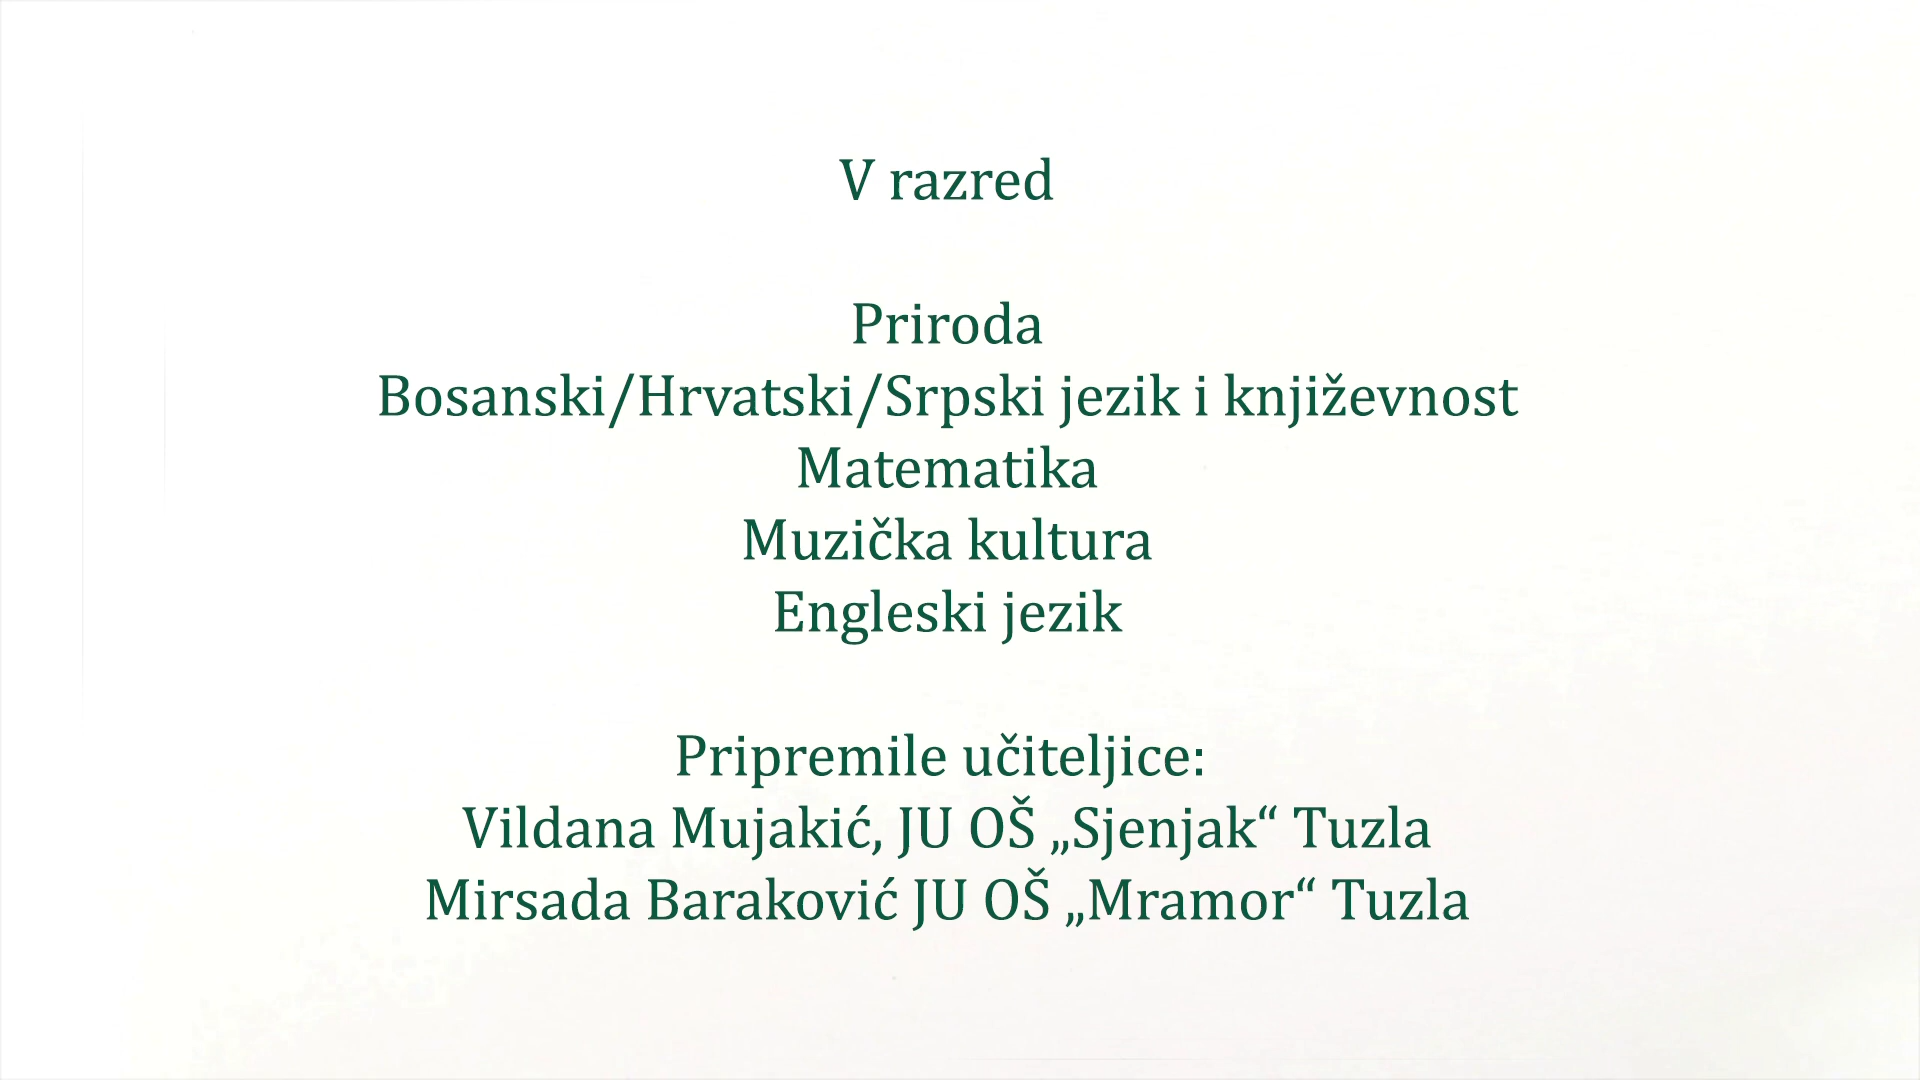 V razred
Priroda
Bosanski/Hrvatski/Srpski jezik i književnost
Matematika
Muzička kultura
Engleski jezik
Pripremile učiteljice:
Vildana Mujakić, JU OŠ „Sjenjak“ Tuzla
Mirsada Baraković JU OŠ „Mramor“ Tuzla